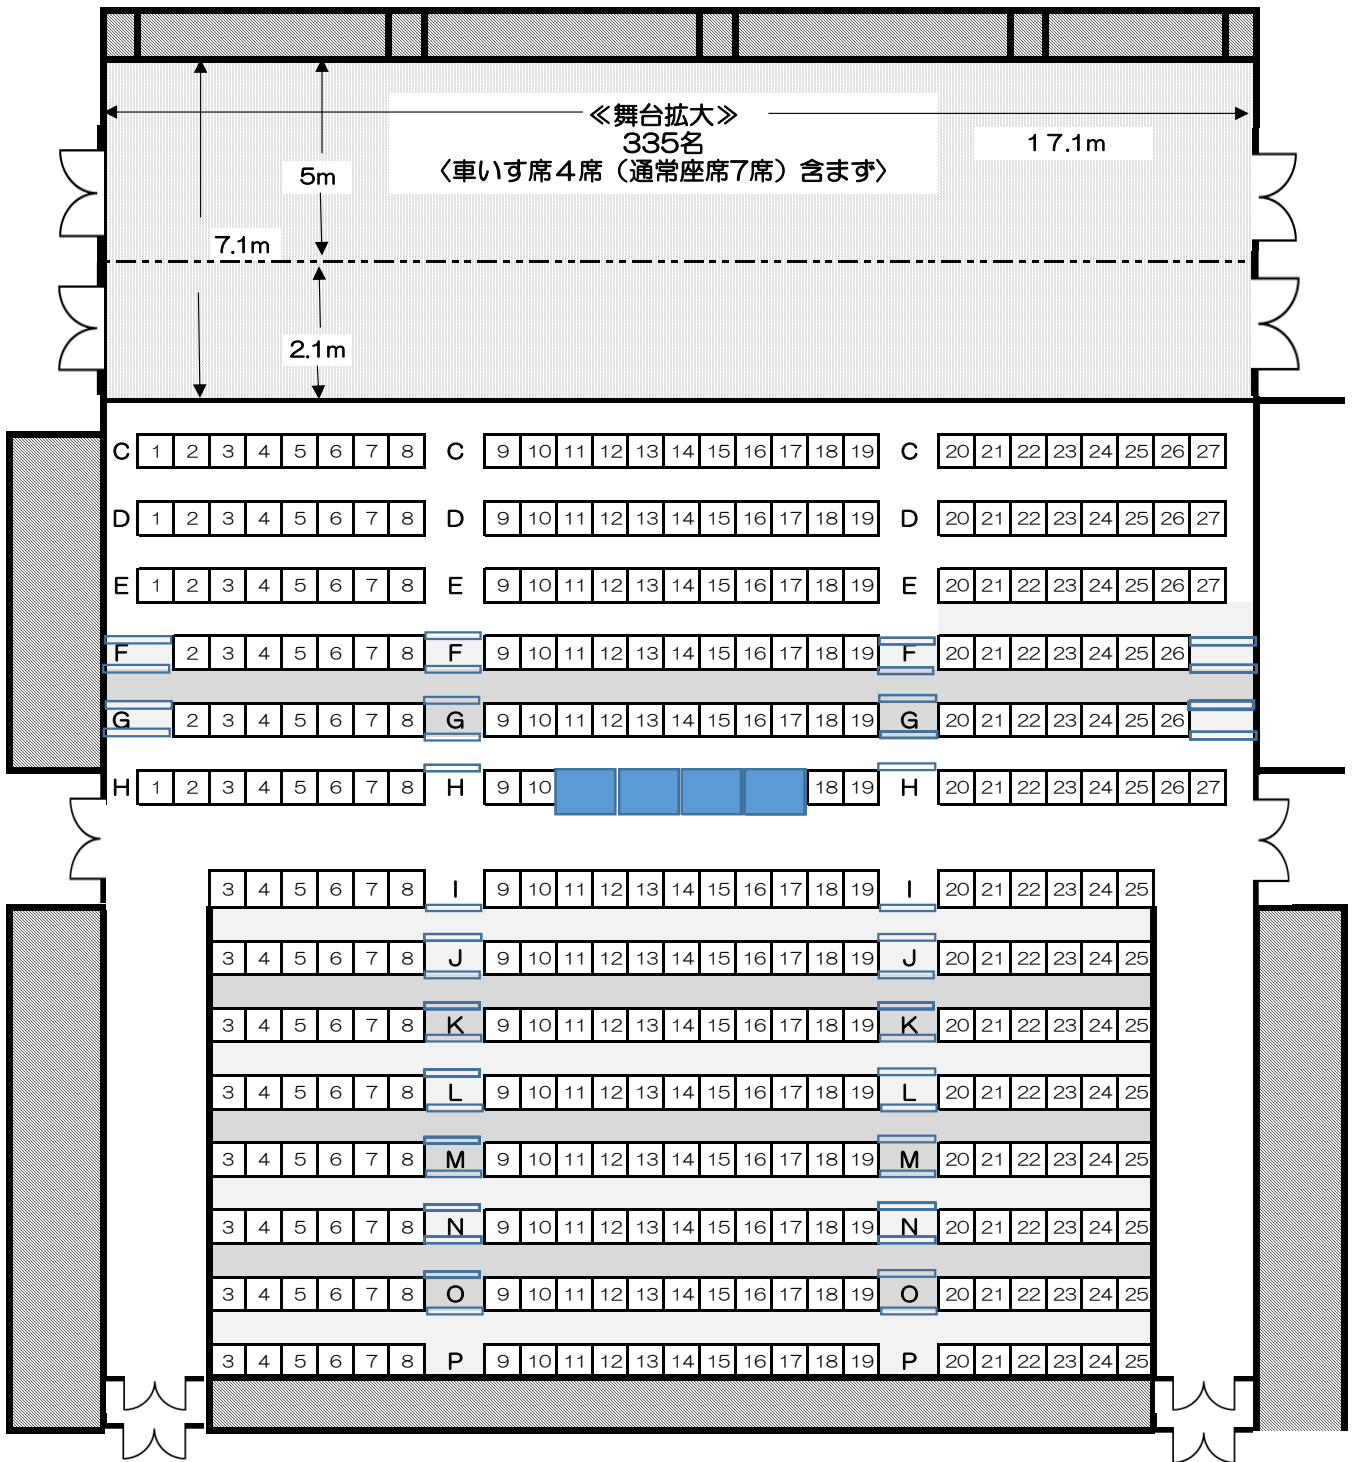 ≪舞台拡大≫
335名
〈車いす席4席（通常座席7席）含まず〉
17.1m
5m
7.1m
2.1m
C 1 2 3 4 5 6 7 8 C 9 10 11 12 13 14 15 16 17 18 19 C 20 21 22 23 24 25 26 27
D 1 2 3 4 5 6 7 8 D 9 10 11 12 13 14 15 16 17 18 19 D 20 21 22 23 24 25 26 27
E 1 2 3 4 5 6 7 8 E 9 10 11 12 13 14 15 16 17 18 19 E 20 21 22 23 24 25 26 27
F 2 3 4 5 6 7 8 F 9 10 11 12 13 14 15 16 17 18 19 F 20 21 22 23 24 25 26
G 2 3 4 5 6 7 8 G 9 10 11 12 13 14 15 16 17 18 19 G 20 21 22 23 24 25 26
H 1 2 3 4 5 6 7 8 H 9 10 18 19 H 20 21 22 23 24 25 26 27
3 4 5 6 7 8 I 9 10 11 12 13 14 15 16 17 18 19 I 20 21 22 23 24 25
3 4 5 6 7 8 J 9 10 11 12 13 14 15 16 17 18 19 J 20 21 22 23 24 25
3 4 5 6 7 8 K 9 10 11 12 13 14 15 16 17 18 19 K 20 21 22 23 24 25
3 4 5 6 7 8 L 9 10 11 12 13 14 15 16 17 18 19 L 20 21 22 23 24 25
3 4 5 6 7 8 M 9 10 11 12 13 14 15 16 17 18 19 M 20 21 22 23 24 25
3 4 5 6 7 8 N 9 10 11 12 13 14 15 16 17 18 19 N 20 21 22 23 24 25
3 4 5 6 7 8 O 9 10 11 12 13 14 15 16 17 18 19 O 20 21 22 23 24 25
3 4 5 6 7 8 P 9 10 11 12 13 14 15 16 17 18 19 P 20 21 22 23 24 25